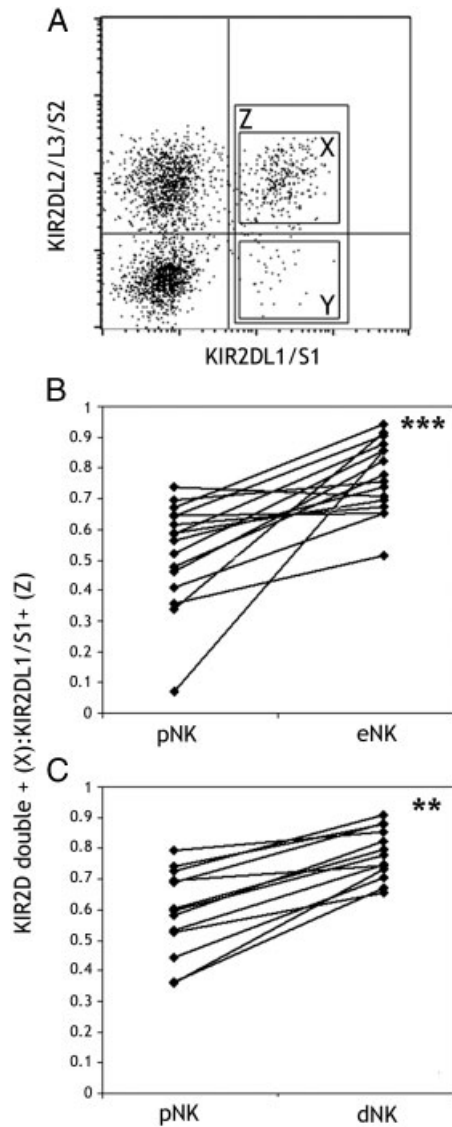 A
KIR2DL2/L3/S2
Z
X
Y
KIR2DL1/S1
KIR2D double + (X):KIR2DL1/S1+ (Z)
B
1
0.9
0.8
0.7
0.6
0.5
0.4
0.3
0.2
0.1
0
***
pNK eNK
C
1
0.9
0.8
0.7
0.6
0.5
0.4
0.3
0.2
0.1
0
**
pNK dNK